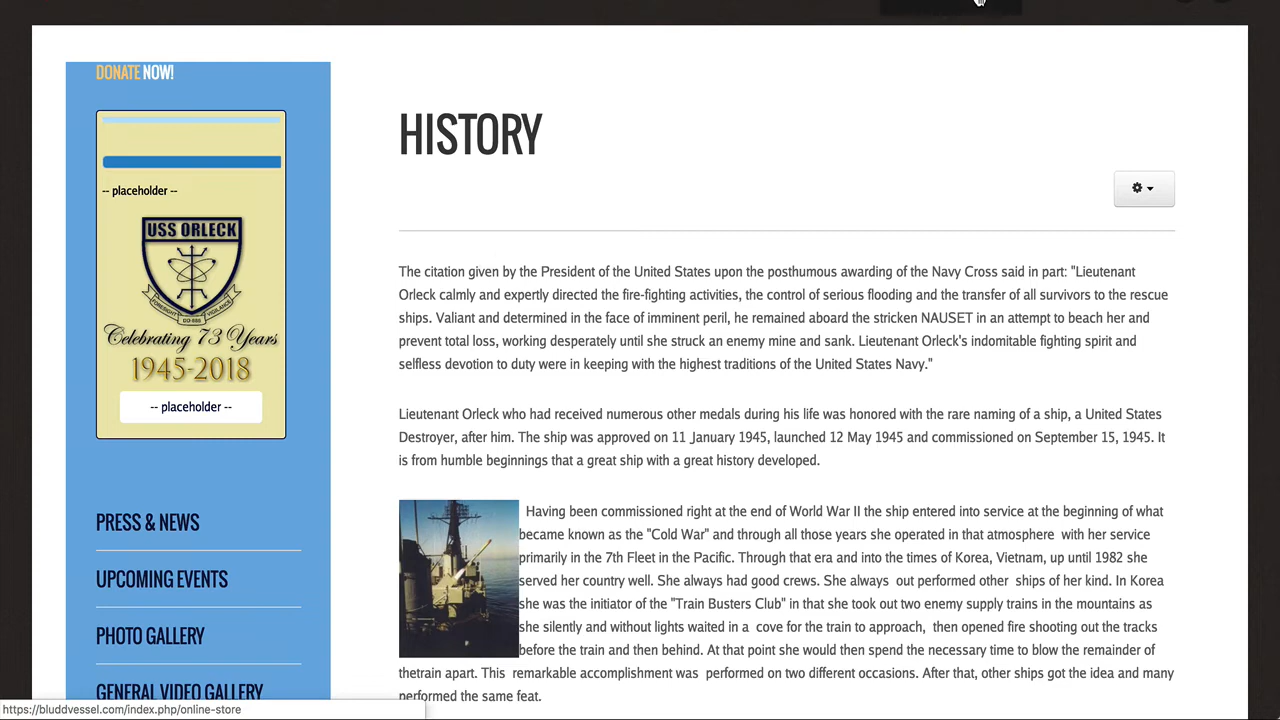 DONATE NOW!
-- placeholder --
USS ORLECK
FORESIGHT VIGILANCE
DD-886
Celebrating 73 Years
1945-2018
-- placeholder --
PRESS & NEWS
UPCOMING EVENTS
PHOTO GALLERY
GENERAL VIDEO GALLERY
HISTORY
The citation given by the President of the United States upon the posthumous awarding of the Navy Cross said in part: "Lieutenant
Orleck calmly and expertly directed the fire-fighting activities, the control of serious flooding and the transfer of all survivors to the rescue
ships. Valiant and determined in the face of imminent peril, he remained aboard the stricken NAUSET in an attempt to beach her and
prevent total loss, working desperately until she struck an enemy mine and sank. Lieutenant Orleck's indomitable fighting spirit and
selfless devotion to duty were in keeping with the highest traditions of the United States Navy."
Lieutenant Orleck who had received numerous other medals during his life was honored with the rare naming of a ship, a United States
Destroyer, after him. The ship was approved on 11 January 1945, launched 12 May 1945 and commissioned on September 15, 1945. It
is from humble beginnings that a great ship with a great history developed.
Having been commissioned right at the end of World War II the ship entered into service at the beginning of what
became known as the "Cold War" and through all those years she operated in that atmosphere with her service
primarily in the 7th Fleet in the Pacific. Through that era and into the times of Korea, Vietnam, up until 1982 she
served her country well. She always had good crews. She always out performed other ships of her kind. In Korea
she was the initiator of the "Train Busters Club" in that she took out two enemy supply trains in the mountains as
she silently and without lights waited in a cove for the train to approach, then opened fire shooting out the tracks
before the train and then behind. At that point she would then spend the necessary time to blow the remainder of
thetrain apart. This remarkable accomplishment was performed on two different occasions. After that, other ships got the idea and many
performed the same feat.
https://bluddvessel.com/index.php/online-store